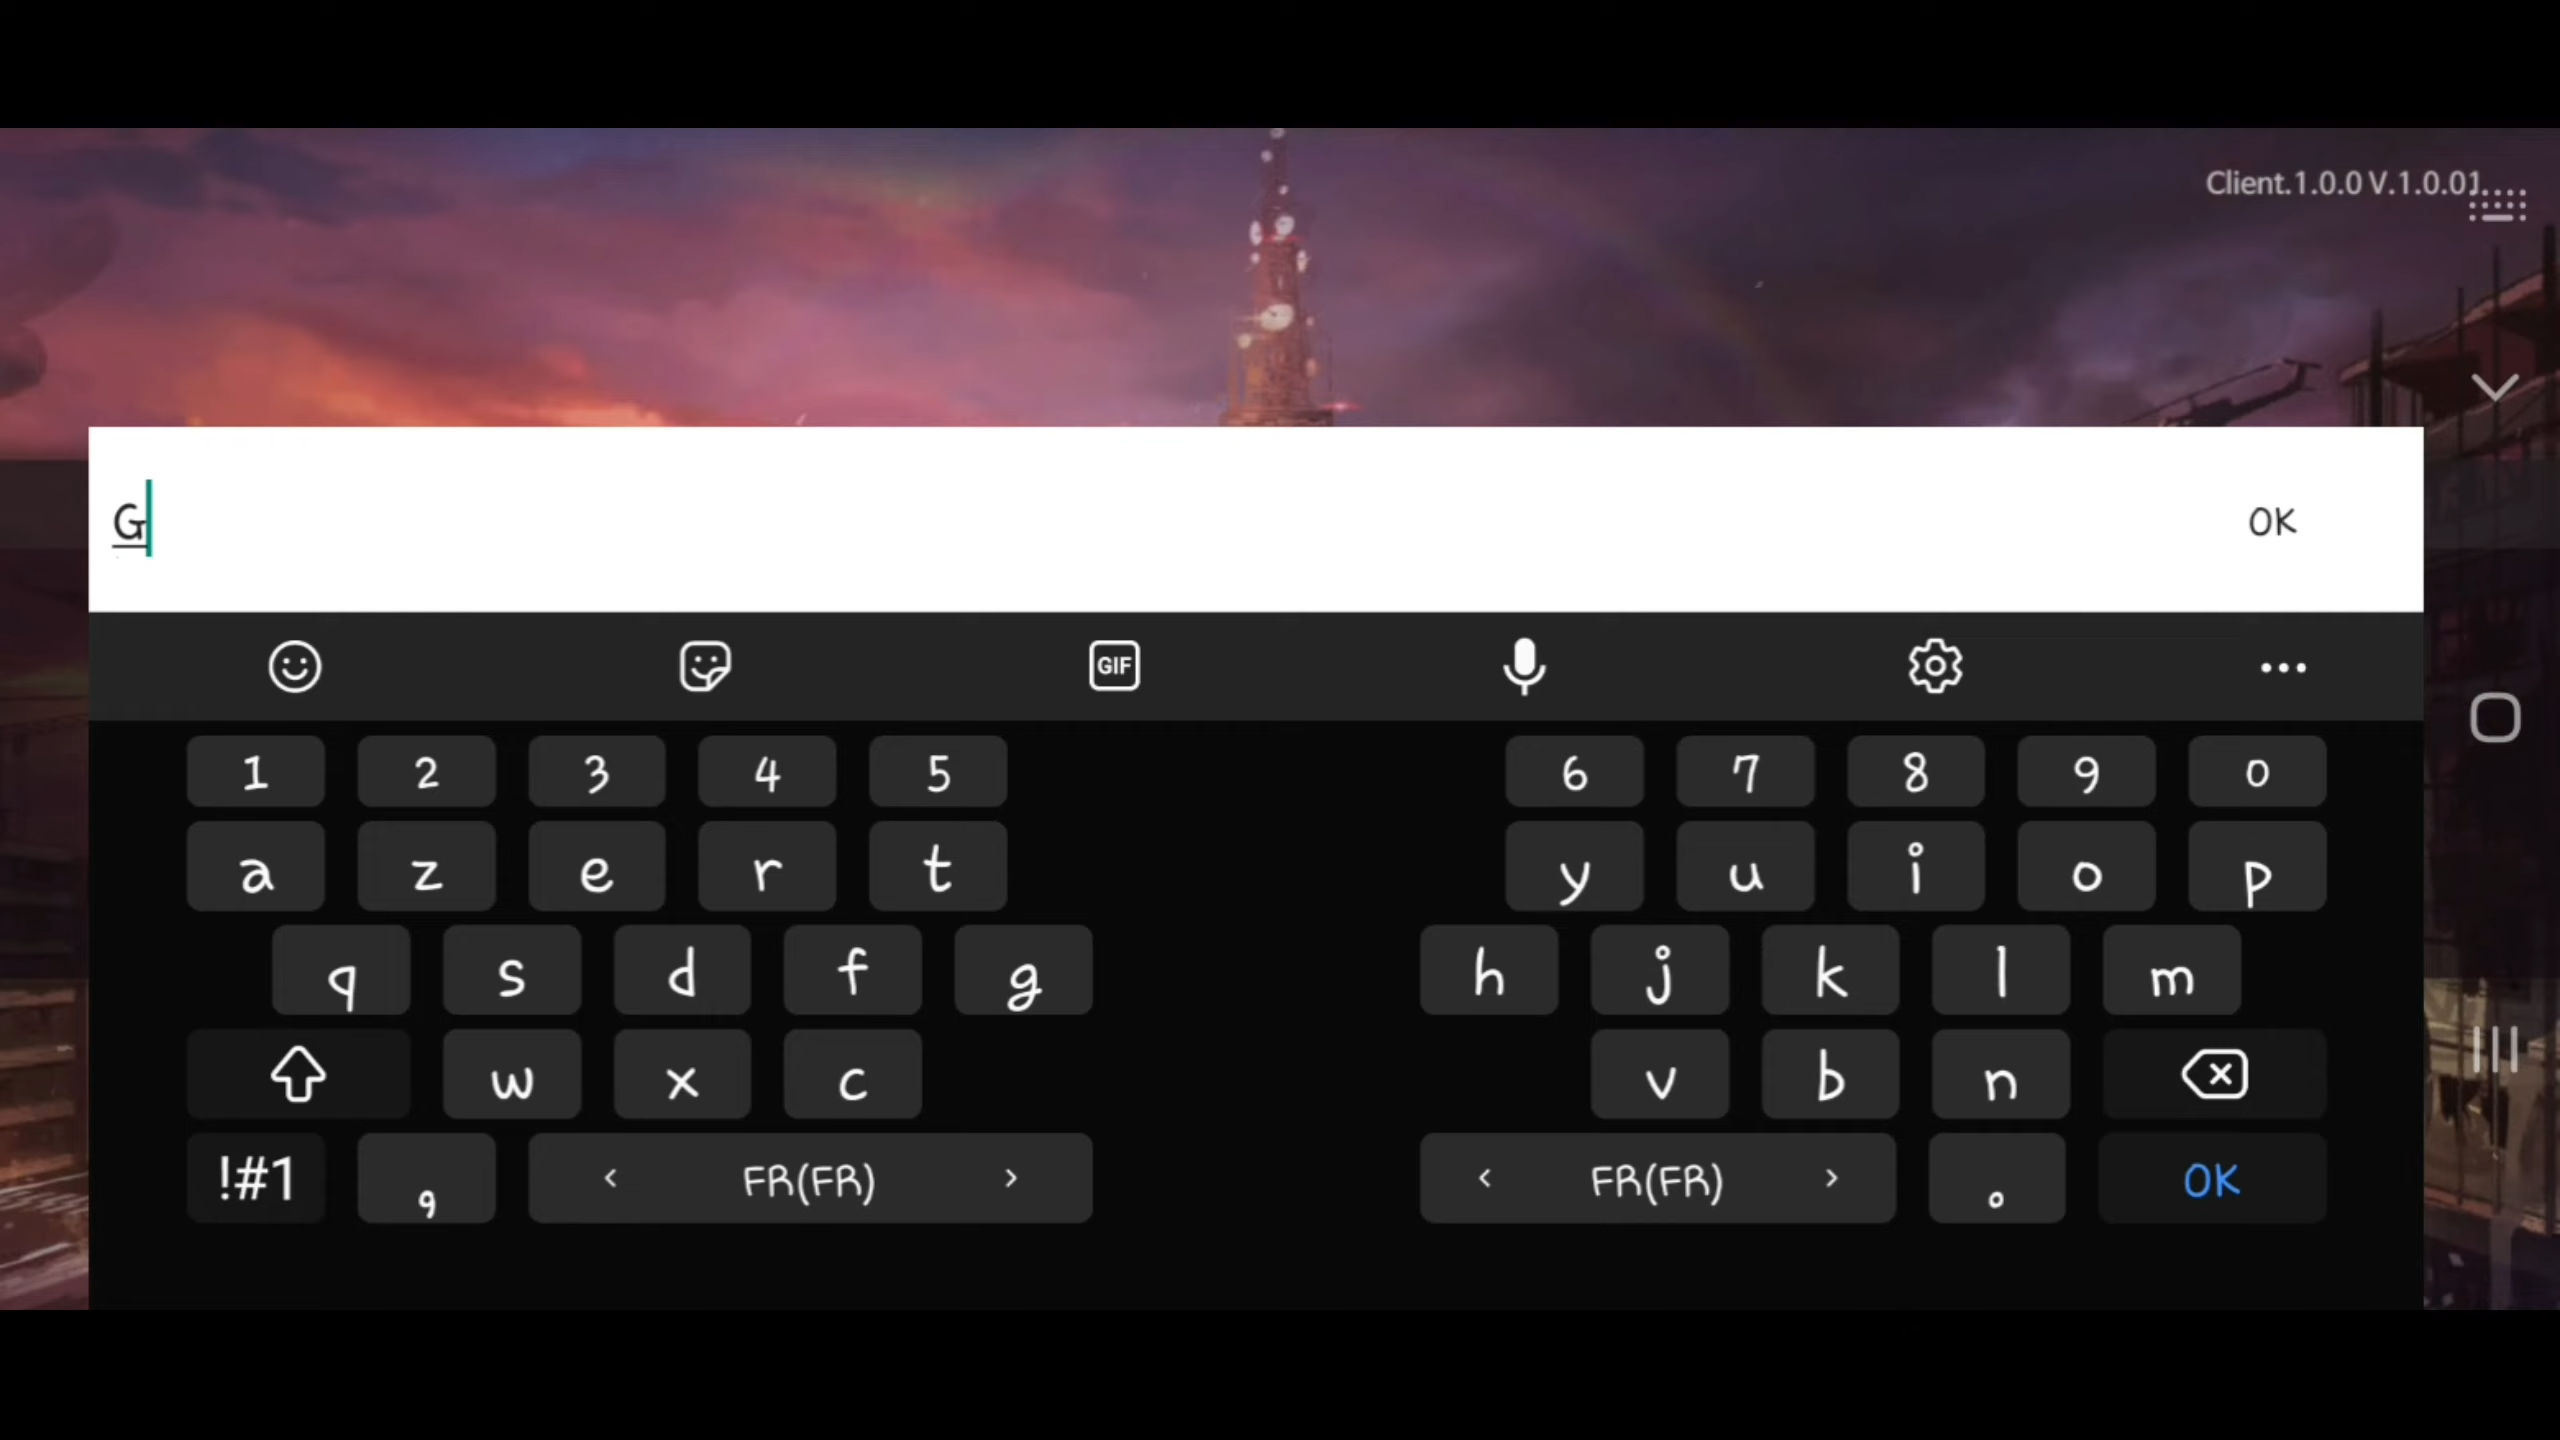 Client.1.0.0 V.1.0.01
G
OK
GIF
1 2 3 4 5 6 7 8 9 0
a z e r t y u i o p
q s d f g h j k l m
w x c v b n
!#1 , < FR(FR) > < FR(FR) > . OK